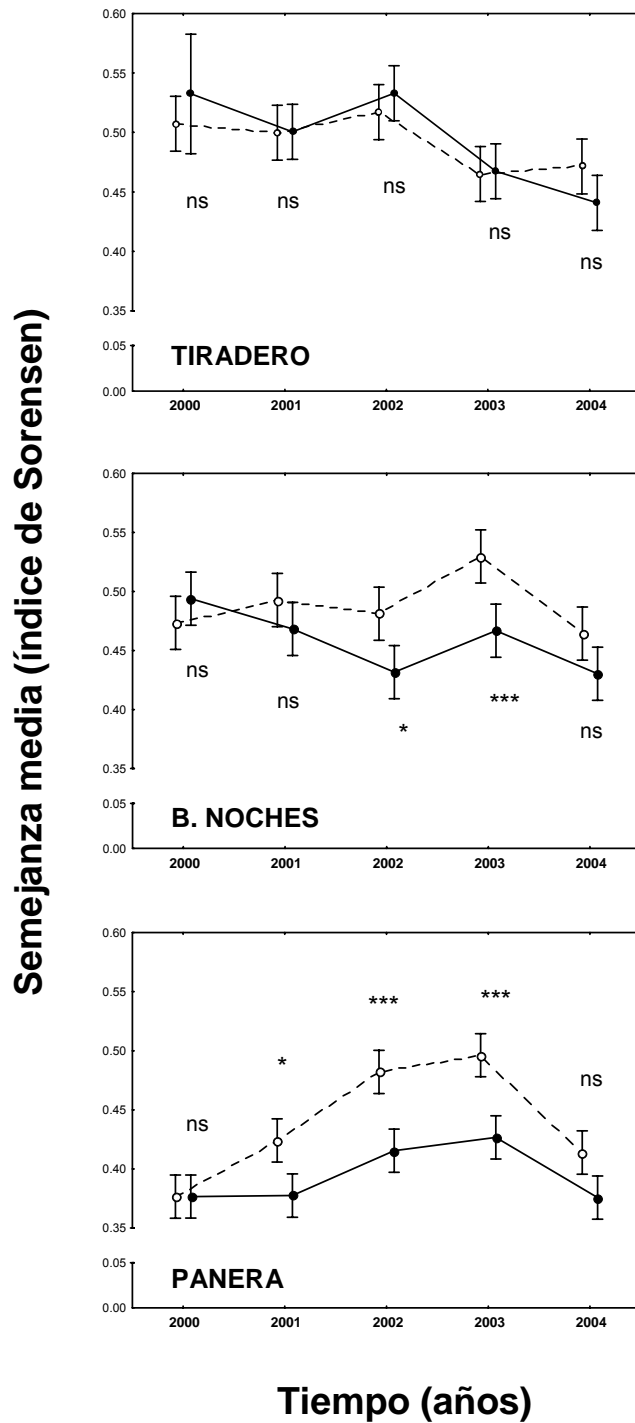 Semejanza media (índice de Sorensen)
0.60
0.55
0.50
0.45
0.40
0.35
0.05
0.00
ns
ns
ns
ns
ns
TIRADERO
2000 2001 2002 2003 2004
0.60
0.55
0.50
0.45
0.40
0.35
0.05
0.00
ns
ns
*
***
ns
B. NOCHES
2000 2001 2002 2003 2004
0.60
0.55
0.50
0.45
0.40
0.35
0.05
0.00
ns
*
***
***
ns
PANERA
2000 2001 2002 2003 2004
Tiempo (años)